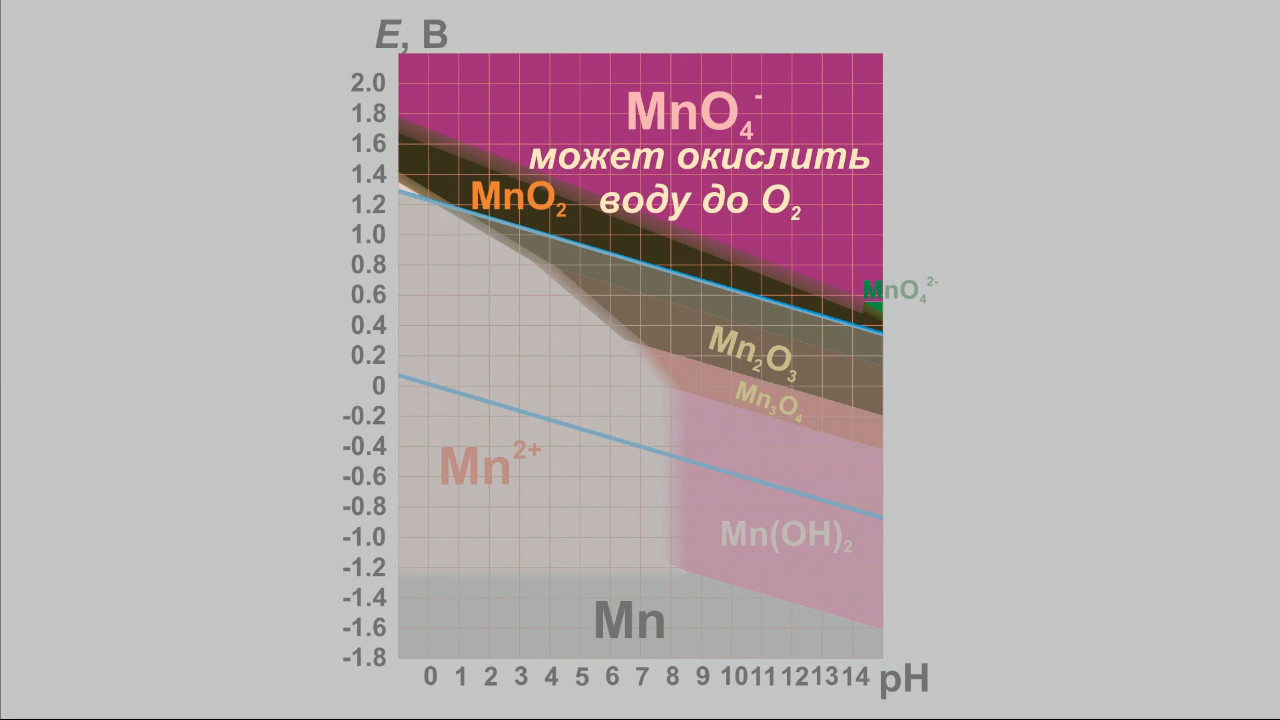 E, В
2.0
1.8
1.6
1.4
1.2
1.0
0.8
0.6
0.4
0.2
0
-0.2
-0.4
-0.6
-0.8
-1.0
-1.2
-1.4
-1.6
-1.8
MnO₄⁻
может окислить
воду до O₂
MnO₂
MnO₄²⁻
Mn₂O₃
Mn₃O₄
Mn²⁺
Mn(OH)₂
Mn
0 1 2 3 4 5 6 7 8 9 10 11 12 13 14 pH